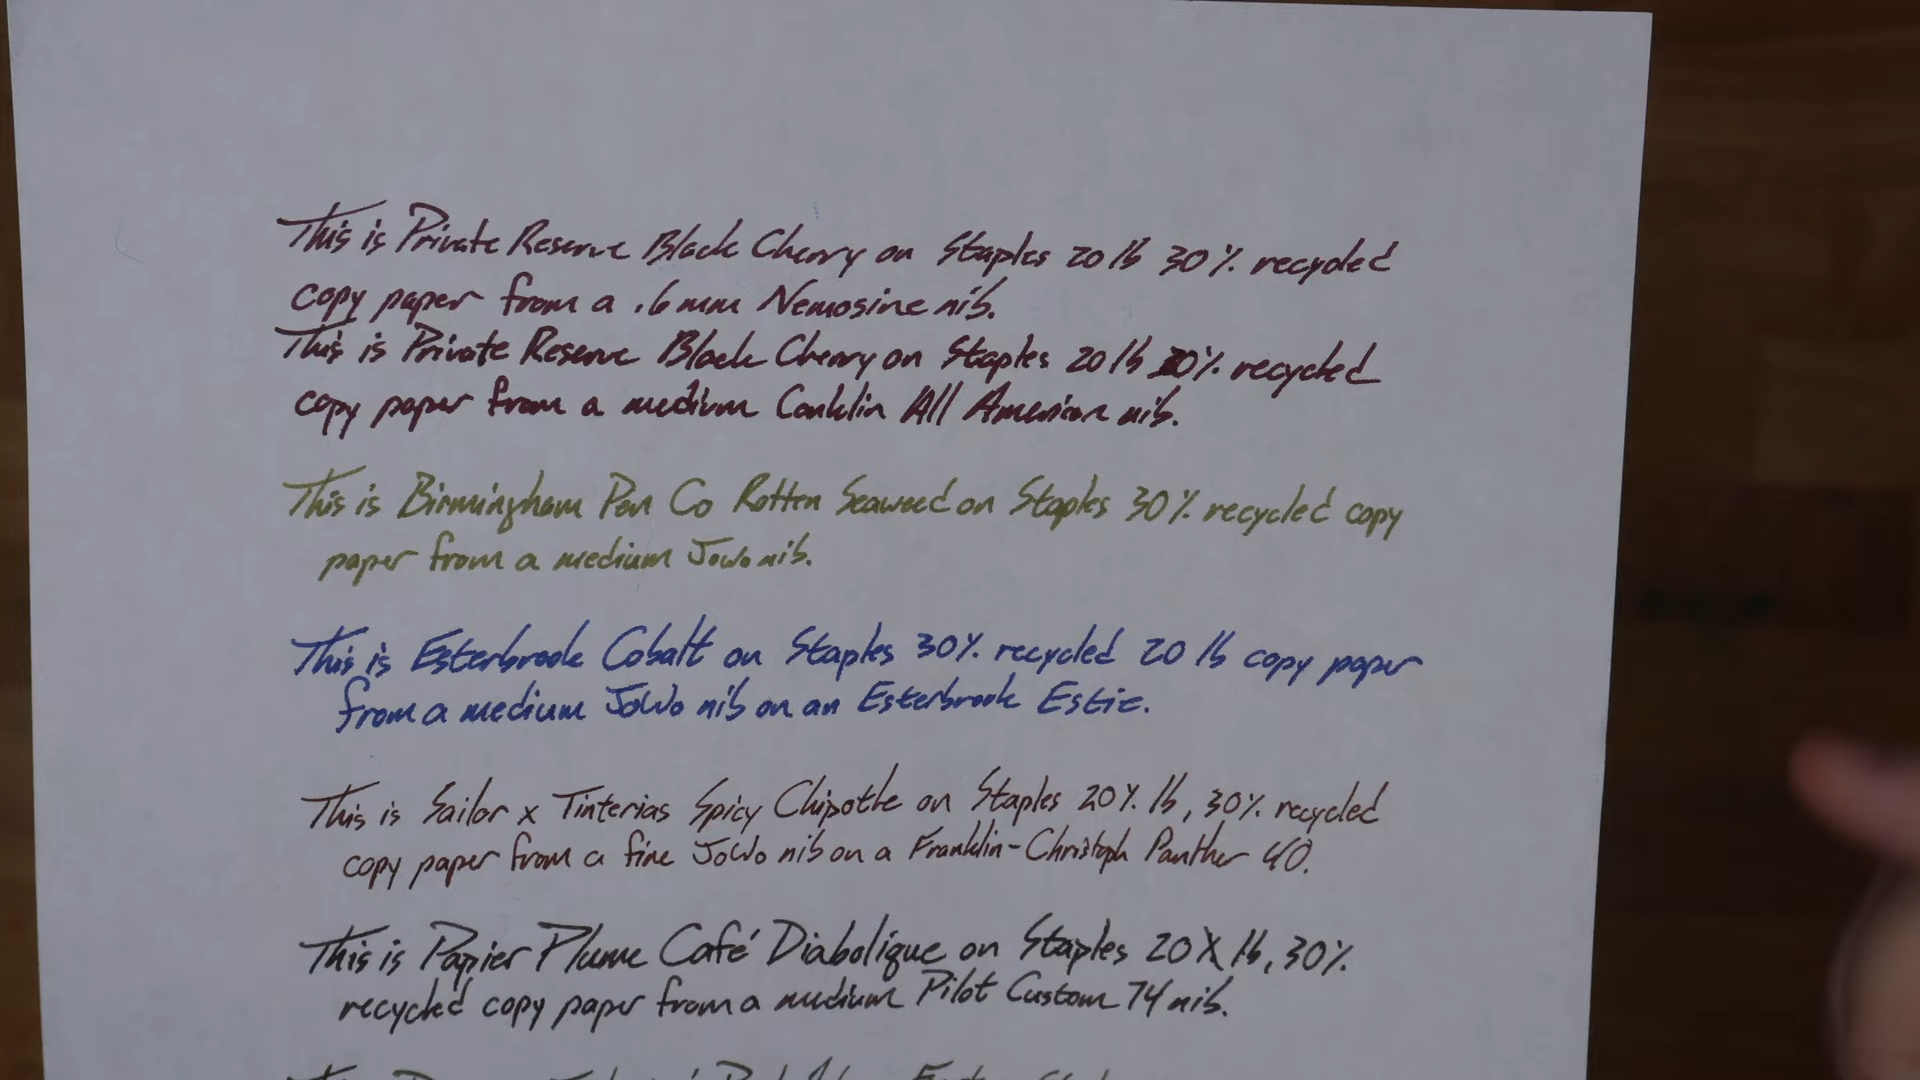 This is Private Reserve Black Cherry on Staples 20 lb 30% recycled
copy paper from a .6 mm Nemosine nib.
This is Private Reserve Black Cherry on Staples 20 lb 30% recycled
copy paper from a medium Conklin All American nib.
This is Birmingham Pen Co Rotten Seaweed on Staples 30% recycled copy
paper from a medium JoWo nib.
This is Esterbrook Cobalt on Staples 30% recycled 20 lb copy paper
from a medium JoWo nib on an Esterbrook Estie.
This is Sailor x Tinterias Spicy Chipotle on Staples 20% lb, 30% recycled
copy paper from a fine JoWo nib on a Franklin-Christoph Panther 40.
This is Papier Plume Café Diabolique on Staples 20 lb, 30%
recycled copy paper from a medium Pilot Custom 74 nib.
This